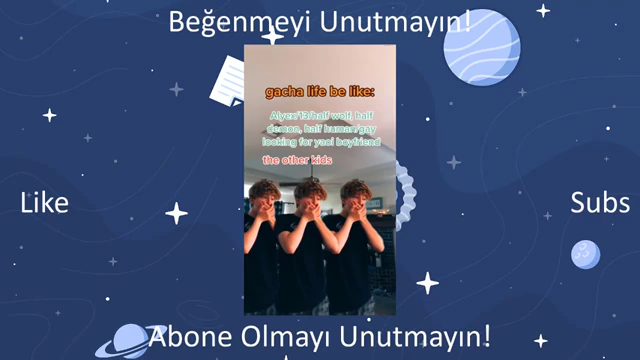 Beğenmeyi Unutmayın!
gacha life be like:
Alyex/13/half wolf, half
demon, half human/gay
looking for yaoi boyfriend
the other kids
Like
Subs
Abone Olmayı Unutmayın!